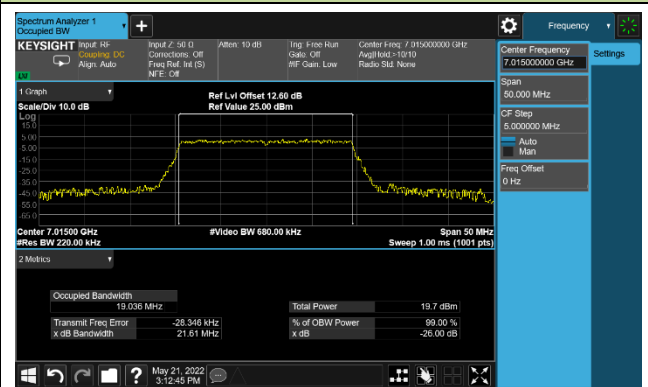 Spectrum Analyzer 1
Occupied BW
Frequency
KEYSIGHT
Input: RF
Coupling: DC
Align: Auto
Input Z: 50 Ω
Corrections: Off
Freq Ref: Int (S)
NFE: Off
Atten: 10 dB
Trig: Free Run
Gate: Off
#IF Gain: Low
Center Freq: 7.015000000 GHz
Avg|Hold:>10/10
Radio Std: None
LXI
Center Frequency
7.015000000 GHz
Settings
Span
50.000 MHz
CF Step
5.000000 MHz
Auto
Man
Freq Offset
0 Hz
1 Graph
Scale/Div 10.0 dB
Ref Lvl Offset 12.60 dB
Ref Value 25.00 dBm
Log
15.0
5.00
-5.00
-15.0
-25.0
-35.0
-45.0
-55.0
-65.0
Center 7.01500 GHz
#Res BW 220.00 kHz
#Video BW 680.00 kHz
Span 50 MHz
Sweep 1.00 ms (1001 pts)
2 Metrics
Occupied Bandwidth
19.036 MHz
Total Power 19.7 dBm
Transmit Freq Error -28.346 kHz
% of OBW Power 99.00 %
x dB Bandwidth 21.61 MHz
x dB -26.00 dB
May 21, 2022
3:12:45 PM